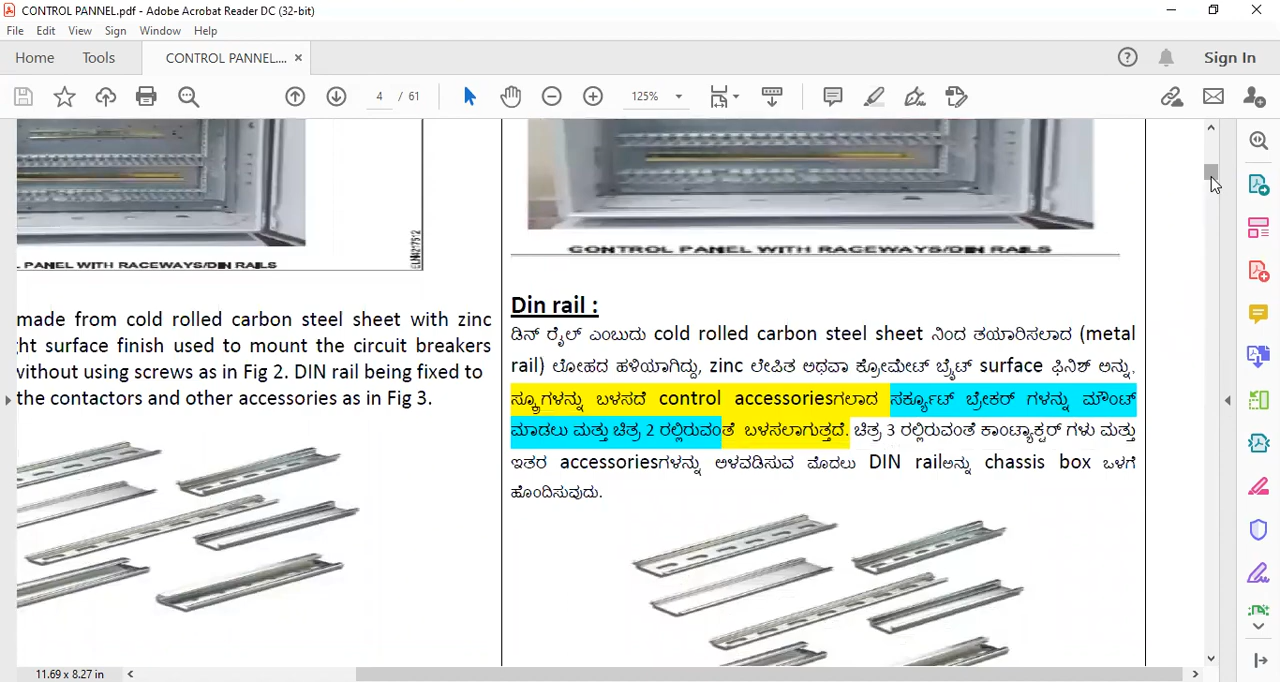 CONTROL PANNEL.pdf - Adobe Acrobat Reader DC (32-bit)
File Edit View Sign Window Help
Home Tools CONTROL PANNEL.... × Sign In
4 / 61 125%
PANEL WITH RACEWAYS/DIN RAILS
ELN4217512
made from cold rolled carbon steel sheet with zinc
ht surface finish used to mount the circuit breakers
without using screws as in Fig 2. DIN rail being fixed to
the contactors and other accessories as in Fig 3.
CONTROL PANEL WITH RACEWAYS/DIN RAILS
Din rail :
ಡಿನ್ ರೈಲ್ ಎಂಬುದು cold rolled carbon steel sheet ನಿಂದ ತಯಾರಿಸಲಾದ (metal
rail) ಲೋಹದ ಹಳಿಯಾಗಿದ್ದು, zinc ಲೇಪಿತ ಅಥವಾ ಕ್ರೋಮೇಟ್ ಬ್ರೈಟ್ surface ಫಿನಿಶ್ ಅನ್ನು,
ಸ್ಕ್ರೂಗಳನ್ನು ಬಳಸದೆ control accessoriesಗಲಾದ ಸರ್ಕ್ಯೂಟ್ ಬ್ರೇಕರ್ ಗಳನ್ನು ಮೌಂಟ್
ಮಾಡಲು ಮತ್ತು ಚಿತ್ರ 2 ರಲ್ಲಿರುವಂತೆ ಬಳಸಲಾಗುತ್ತದೆ. ಚಿತ್ರ 3 ರಲ್ಲಿರುವಂತೆ ಕಾಂಟ್ಯಾಕ್ಟರ್ ಗಳು ಮತ್ತು
ಇತರ accessoriesಗಳನ್ನು ಅಳವಡಿಸುವ ಮೊದಲು DIN railಅನ್ನು chassis box ಒಳಗೆ
ಹೊಂದಿಸುವುದು.
11.69 x 8.27 in